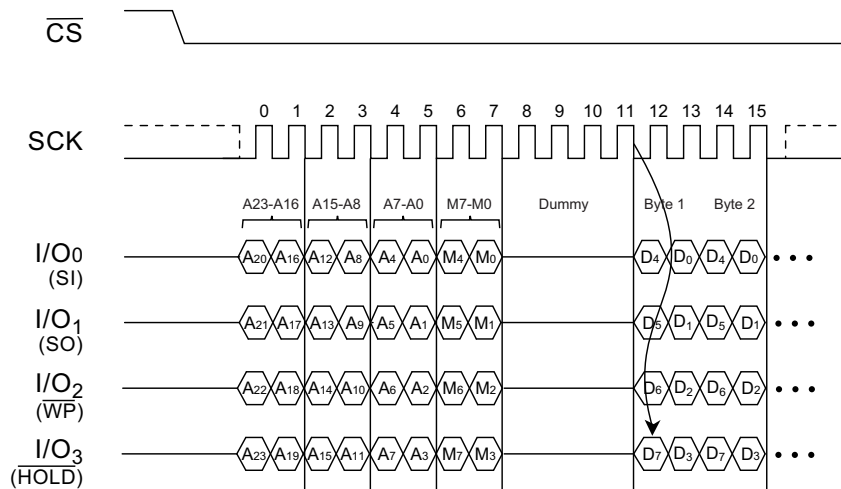 CS
0 1 2 3 4 5 6 7 8 9 10 11 12 13 14 15
SCK
A23-A16 A15-A8 A7-A0 M7-M0 Dummy Byte 1 Byte 2
I/O0 A20 A16 A12 A8 A4 A0 M4 M0 D4 D0 D4 D0
(SI)
I/O1 A21 A17 A13 A9 A5 A1 M5 M1 D5 D1 D5 D1
(SO)
I/O2 A22 A18 A14 A10 A6 A2 M6 M2 D6 D2 D6 D2
(WP)
I/O3 A23 A19 A15 A11 A7 A3 M7 M3 D7 D3 D7 D3
(HOLD)